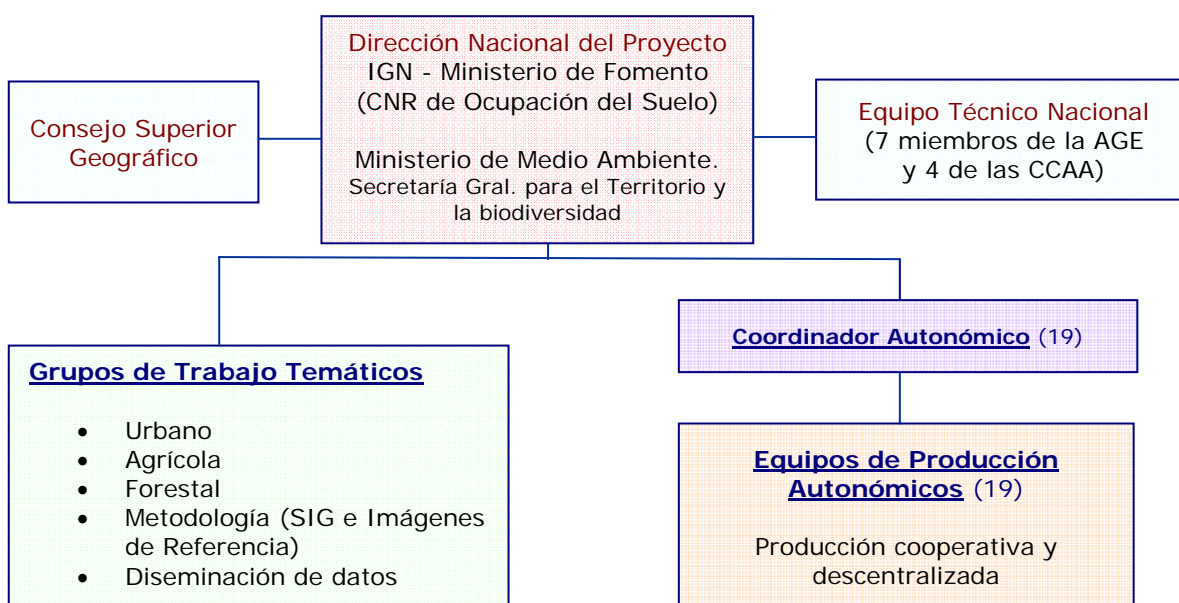 Dirección Nacional del Proyecto
IGN - Ministerio de Fomento
(CNR de Ocupación del Suelo)
Ministerio de Medio Ambiente.
Secretaría Gral. para el Territorio y
la biodiversidad
Consejo Superior
Geográfico
Equipo Técnico Nacional
(7 miembros de la AGE
y 4 de las CCAA)
Grupos de Trabajo Temáticos
• Urbano
• Agrícola
• Forestal
• Metodología (SIG e Imágenes
de Referencia)
• Diseminación de datos
Coordinador Autonómico (19)
Equipos de Producción
Autonómicos (19)
Producción cooperativa y
descentralizada